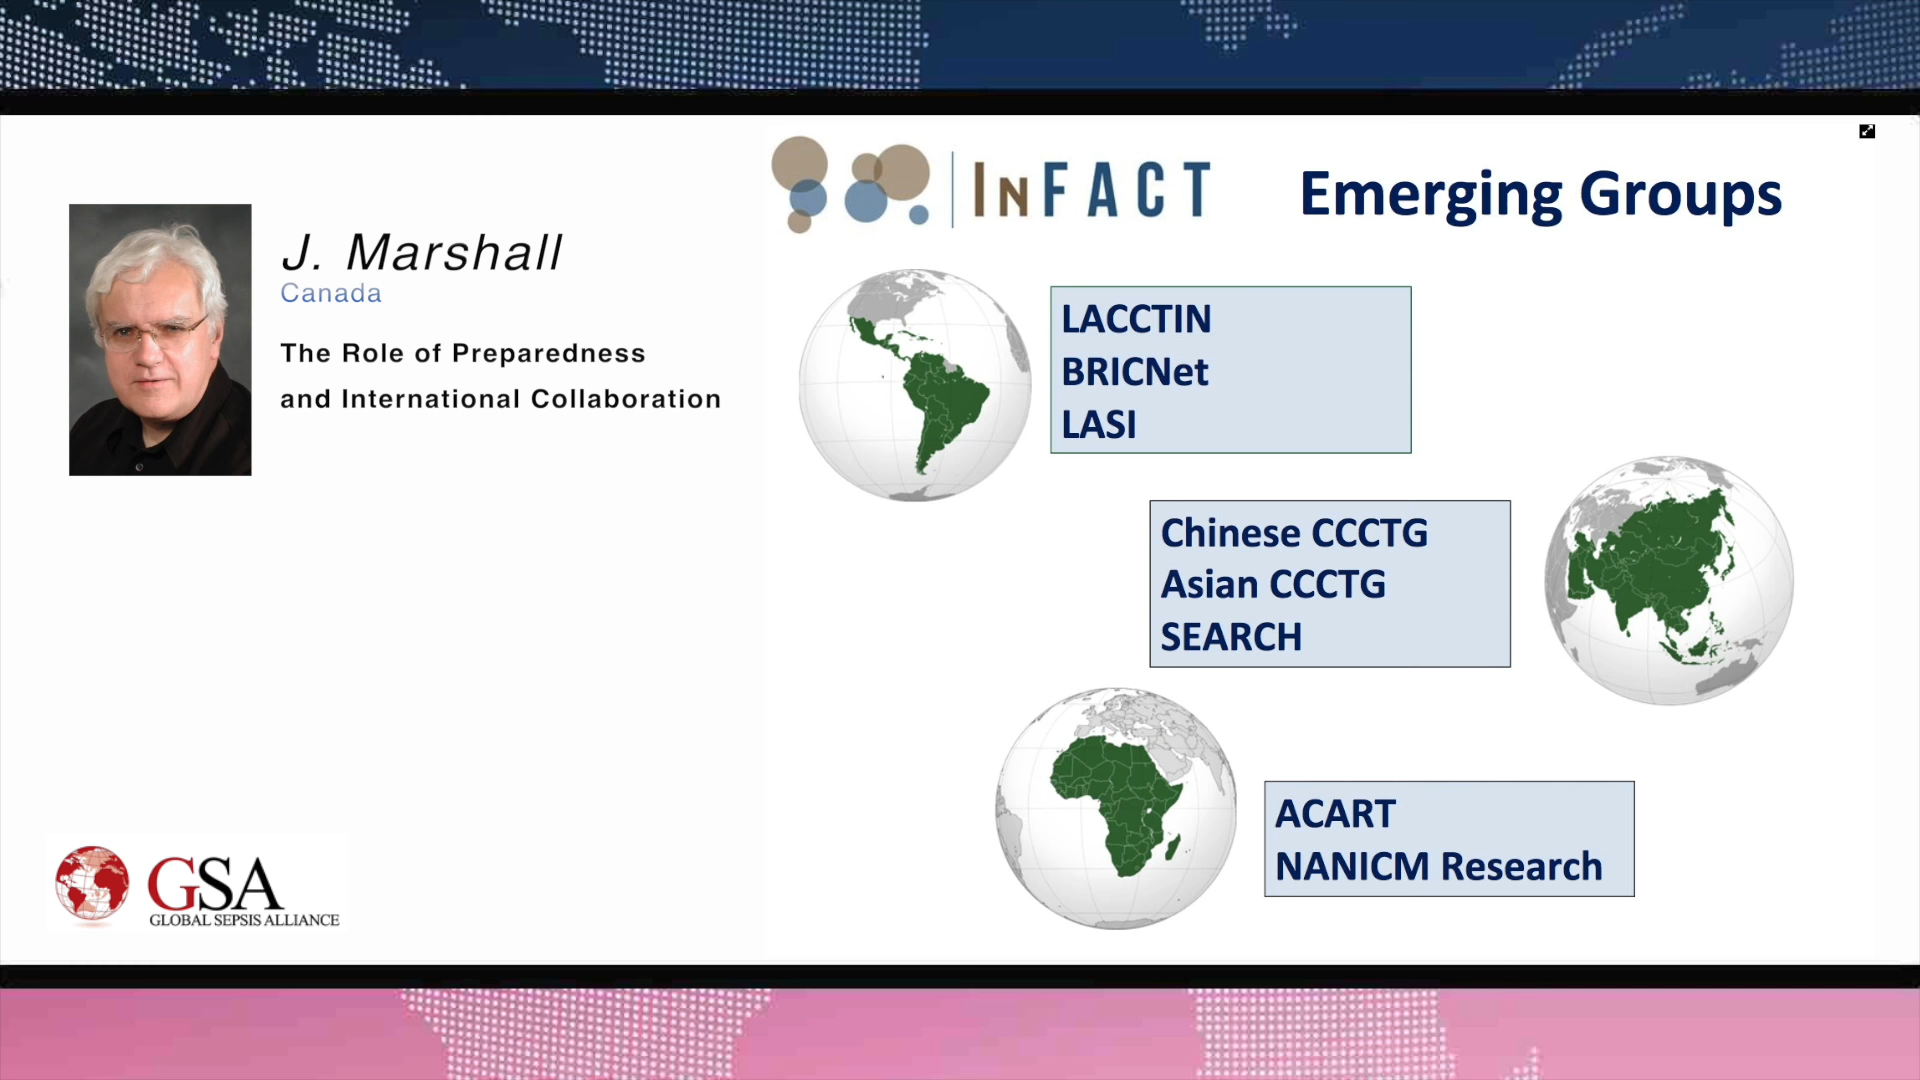 J. Marshall
Canada
The Role of Preparedness
and International Collaboration
GSA
GLOBAL SEPSIS ALLIANCE
INFACT
Emerging Groups
LACCTIN
BRICNet
LASI
Chinese CCCTG
Asian CCCTG
SEARCH
ACART
NANICM Research